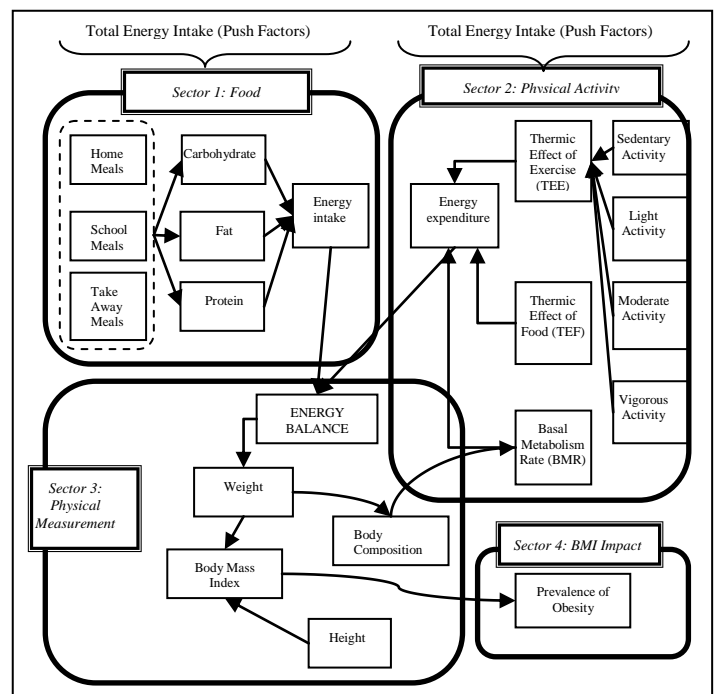 Total Energy Intake (Push Factors)
Total Energy Intake (Push Factors)
Sector 1: Food
Sector 2: Physical Activity
Home
Meals
School
Meals
Take
Away
Meals
Carbohydrate
Fat
Protein
Energy
intake
Energy
expenditure
Thermic
Effect of
Exercise (TEE)
Thermic
Effect of
Food (TEF)
Basal
Metabolism
Rate (BMR)
Sedentary
Activity
Light
Activity
Moderate
Activity
Vigorous
Activity
Sector 3:
Physical
Measurement
ENERGY
BALANCE
Weight
Body
Composition
Body Mass
Index
Height
Sector 4: BMI Impact
Prevalence of
Obesity